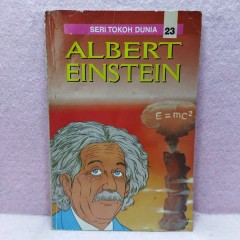 SERI TOKOH DUNIA 23
ALBERT
EINSTEIN
E=mc²